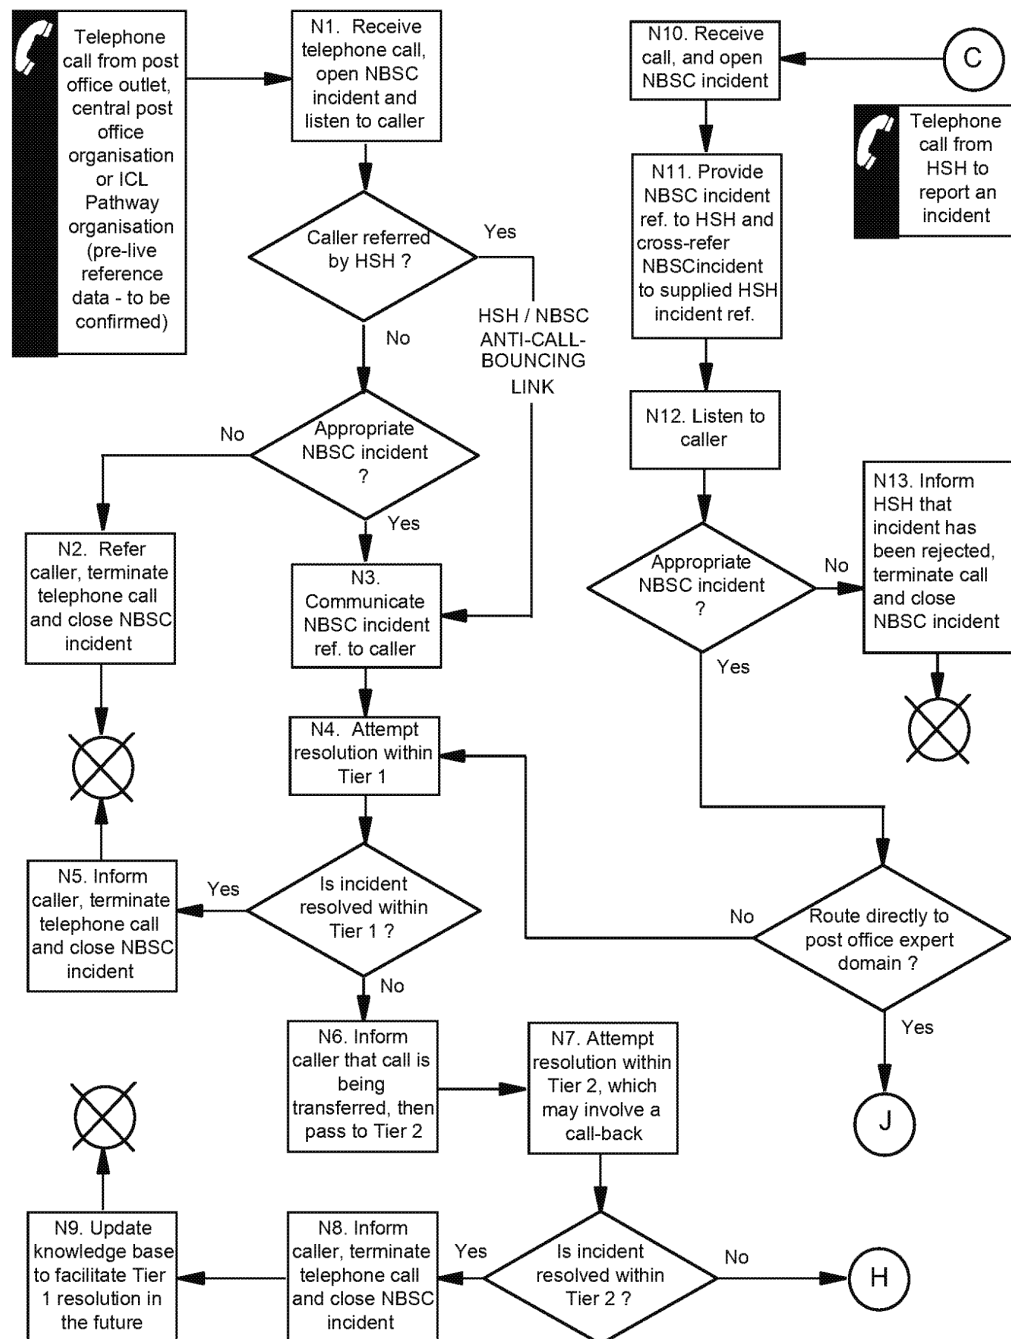 Telephone
call from post
office outlet,
central post
office
organisation
or ICL
Pathway
organisation
(pre-live
reference
data - to be
confirmed)
N1. Receive
telephone call,
open NBSC
incident and
listen to caller
Caller referred
by HSH ?
Yes
HSH / NBSC
ANTI-CALL-
BOUNCING
LINK
No
Appropriate
NBSC incident
?
No
Yes
N2. Refer
caller, terminate
telephone call
and close NBSC
incident
N3.
Communicate
NBSC incident
ref. to caller
N4. Attempt
resolution within
Tier 1
Is incident
resolved within
Tier 1 ?
Yes
N5. Inform
caller, terminate
telephone call
and close NBSC
incident
No
N6. Inform
caller that call is
being
transferred, then
pass to Tier 2
N7. Attempt
resolution within
Tier 2, which
may involve a
call-back
Is incident
resolved within
Tier 2 ?
Yes
N8. Inform
caller, terminate
telephone call
and close NBSC
incident
N9. Update
knowledge base
to facilitate Tier
1 resolution in
the future
No
H
C
Telephone
call from
HSH to
report an
incident
N10. Receive
call, and open
NBSC incident
N11. Provide
NBSC incident
ref. to HSH and
cross-refer
NBSCincident
to supplied HSH
incident ref.
N12. Listen to
caller
Appropriate
NBSC incident
?
No
N13. Inform
HSH that
incident has
been rejected,
terminate call
and close
NBSC incident
Yes
Route directly to
post office expert
domain ?
No
Yes
J